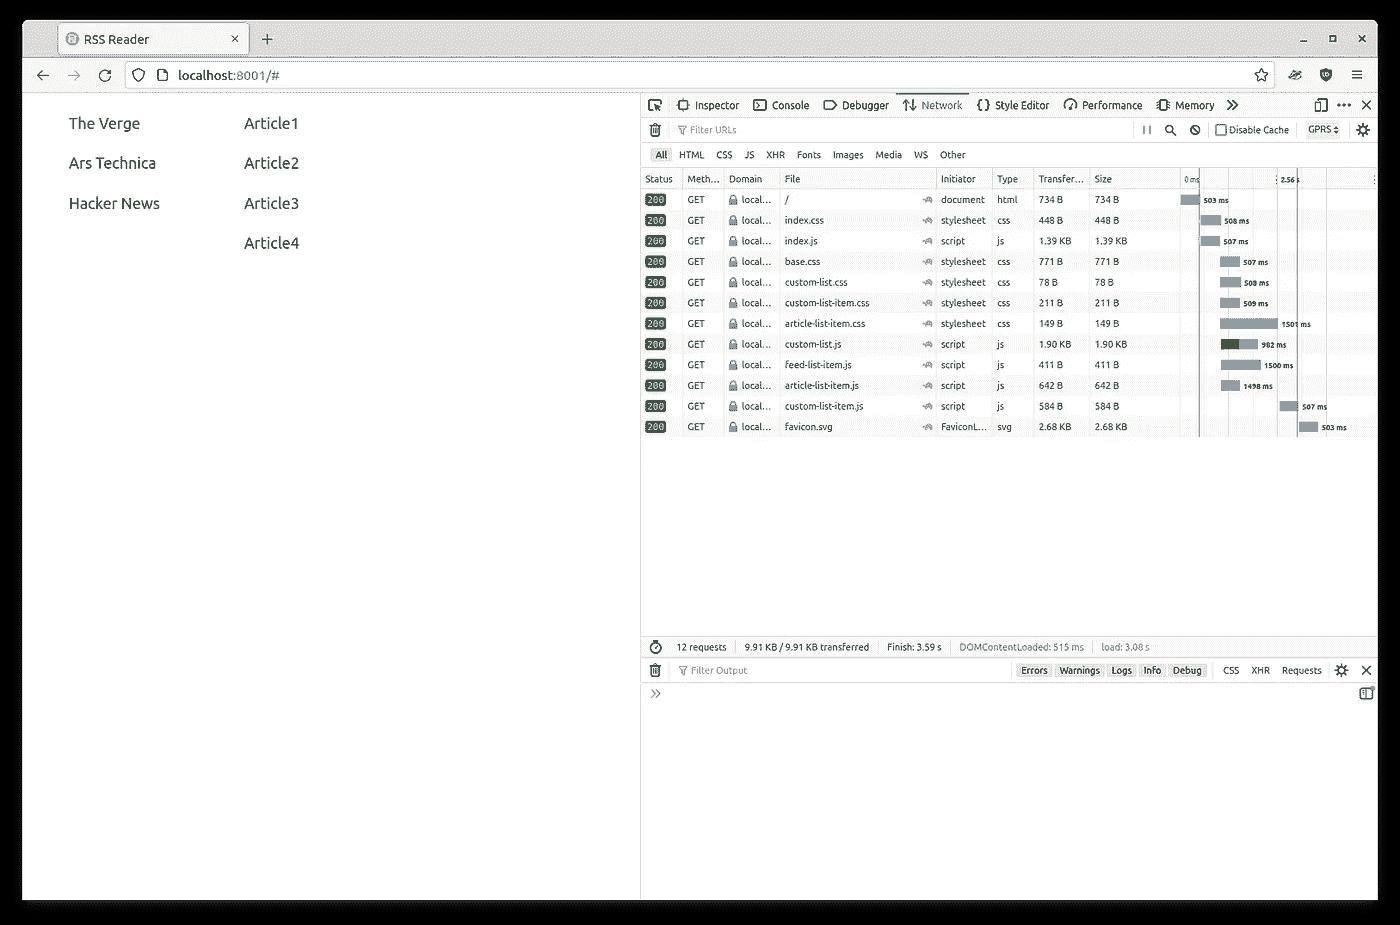 RSS Reader
localhost:8001/#
The Verge Article1
Ars Technica Article2
Hacker News Article3
Article4
Inspector Console Debugger Network Style Editor Performance Memory
Filter URLs Disable Cache GPRS
All HTML CSS JS XHR Fonts Images Media WS Other
Status Meth... Domain File Initiator Type Transfer... Size 0 ms 2.56 s
200 GET local... / document html 734 B 734 B 503 ms
200 GET local... index.css stylesheet css 448 B 448 B 508 ms
200 GET local... index.js script js 1.39 KB 1.39 KB 507 ms
200 GET local... base.css stylesheet css 771 B 771 B 507 ms
200 GET local... custom-list.css stylesheet css 78 B 78 B 508 ms
200 GET local... custom-list-item.css stylesheet css 211 B 211 B 509 ms
200 GET local... article-list-item.css stylesheet css 149 B 149 B 1501 ms
200 GET local... custom-list.js script js 1.90 KB 1.90 KB 982 ms
200 GET local... feed-list-item.js script js 411 B 411 B 1500 ms
200 GET local... article-list-item.js script js 642 B 642 B 1498 ms
200 GET local... custom-list-item.js script js 584 B 584 B 507 ms
200 GET local... favicon.svg FaviconL... svg 2.68 KB 2.68 KB 503 ms
12 requests 9.91 KB / 9.91 KB transferred Finish: 3.59 s DOMContentLoaded: 515 ms load: 3.08 s
Filter Output Errors Warnings Logs Info Debug CSS XHR Requests